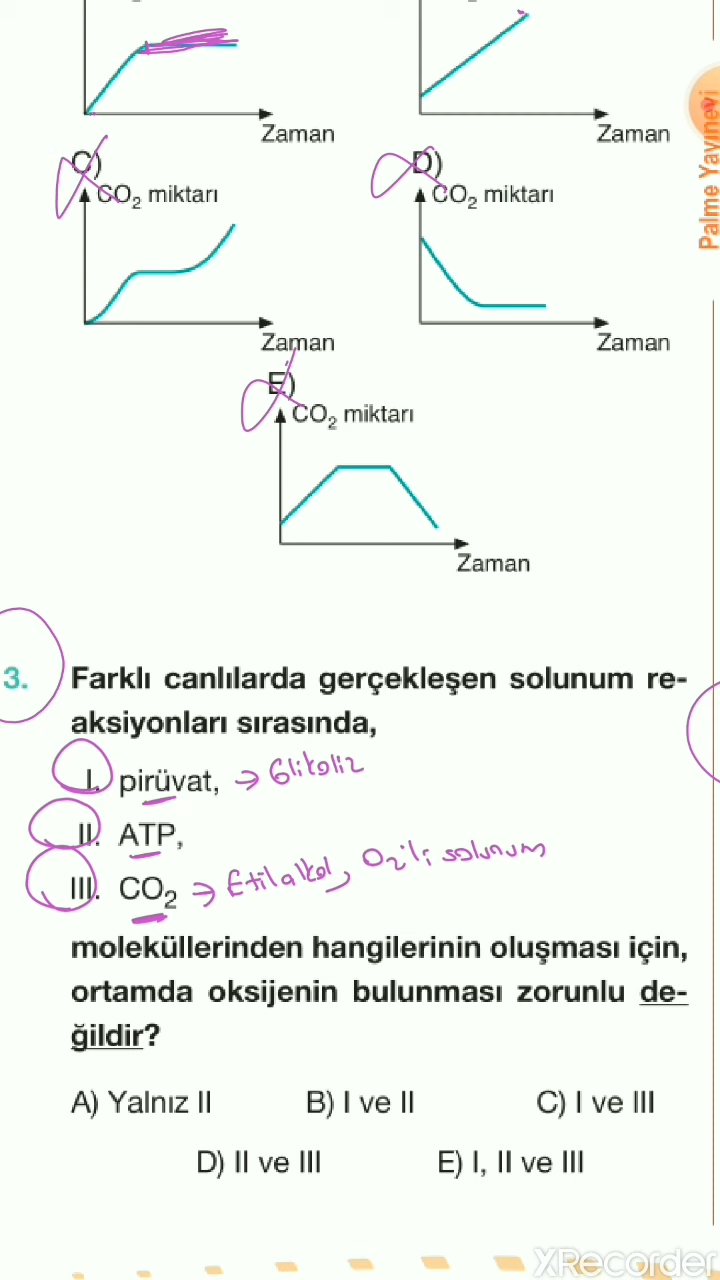 Zaman
Zaman
C)
CO₂ miktarı
D)
CO₂ miktarı
Zaman
Zaman
E)
CO₂ miktarı
Zaman
Palme Yayınevi
3. Farklı canlılarda gerçekleşen solunum re-
aksiyonları sırasında,
I. pirüvat, → Glikoliz
II. ATP,
III. CO₂ → Etil alkol, O₂'li solunum
moleküllerinden hangilerinin oluşması için,
ortamda oksijenin bulunması zorunlu de-
ğildir?
A) Yalnız II B) I ve II C) I ve III
D) II ve III E) I, II ve III
XRecorder